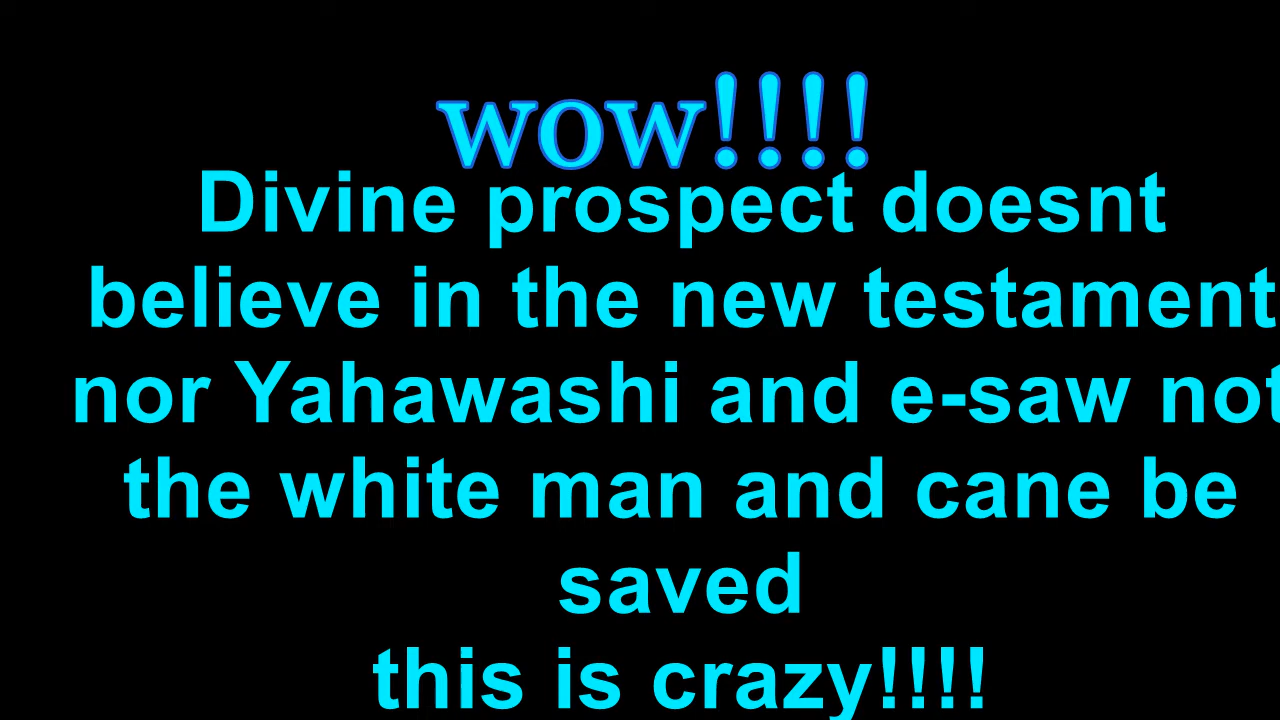 wow!!!!
Divine prospect doesnt
believe in the new testament
nor Yahawashi and e-saw not
the white man and cane be
saved
this is crazy!!!!